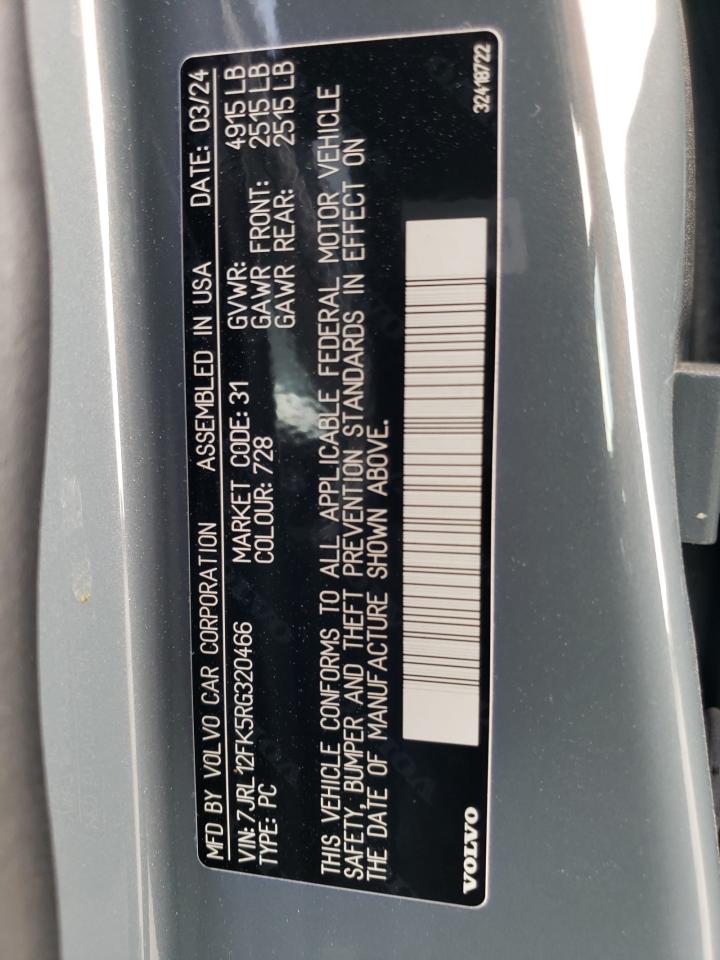 MFD BY VOLVO CAR CORPORATION ASSEMBLED IN USA DATE: 03/24
VIN: 7JRL12FK5RG320466 MARKET CODE: 31 GVWR: 4915 LB
TYPE: PC COLOUR: 728 GAWR FRONT: 2515 LB
GAWR REAR: 2515 LB
THIS VEHICLE CONFORMS TO ALL APPLICABLE FEDERAL MOTOR VEHICLE
SAFETY, BUMPER AND THEFT PREVENTION STANDARDS IN EFFECT ON
THE DATE OF MANUFACTURE SHOWN ABOVE.
VOLVO
32418722